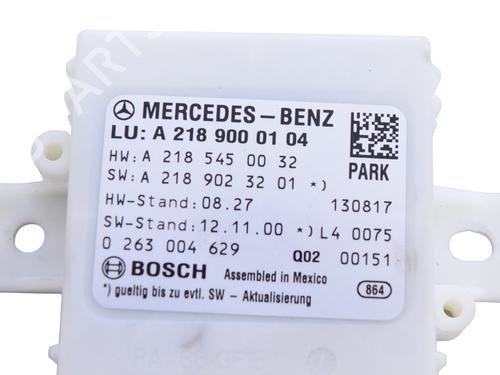 MERCEDES-BENZ
LU: A 218 900 01 04
HW: A 218 545 00 32
PARK
SW: A 218 902 32 01 *)
HW-Stand: 08.27 130817
SW-Stand: 12.11.00 *) L4 0075
0 263 004 629 Q02 00151
BOSCH Assembled in Mexico
*) gueltig bis zu evtl. SW - Aktualisierung 864